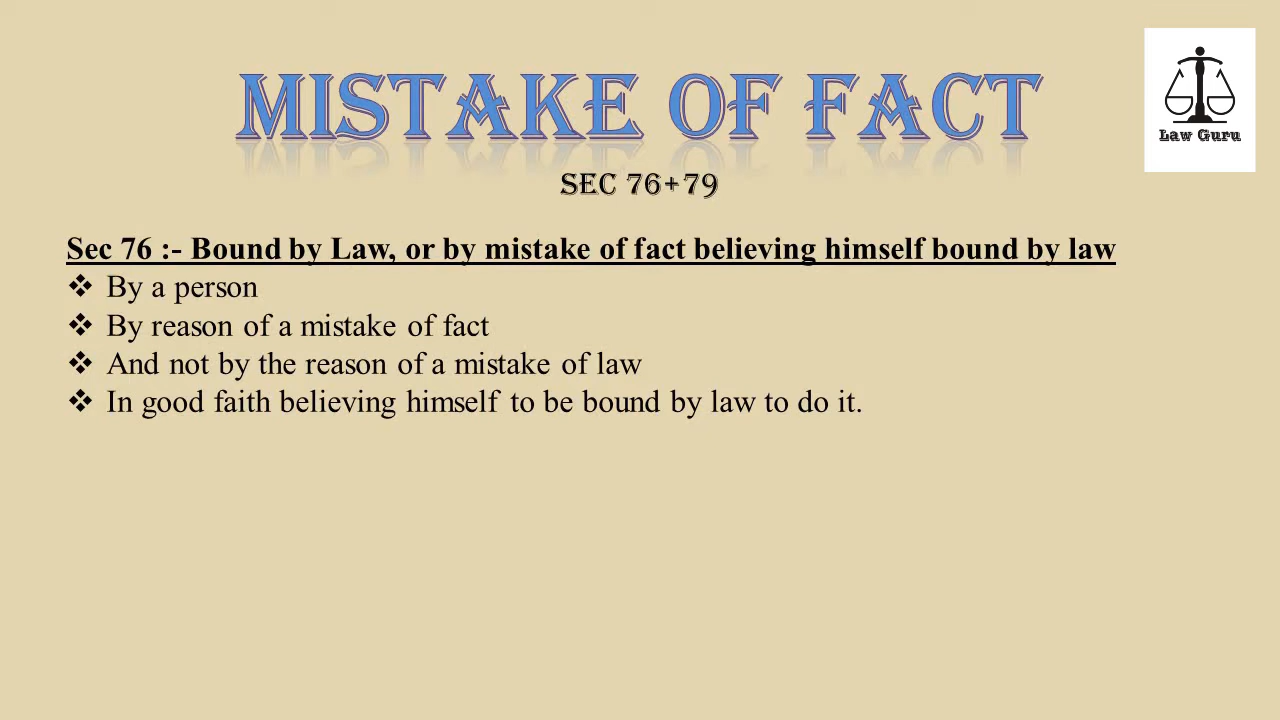 MISTAKE OF FACT
Law Guru
SEC 76+79
Sec 76 :- Bound by Law, or by mistake of fact believing himself bound by law
❖ By a person
❖ By reason of a mistake of fact
❖ And not by the reason of a mistake of law
❖ In good faith believing himself to be bound by law to do it.